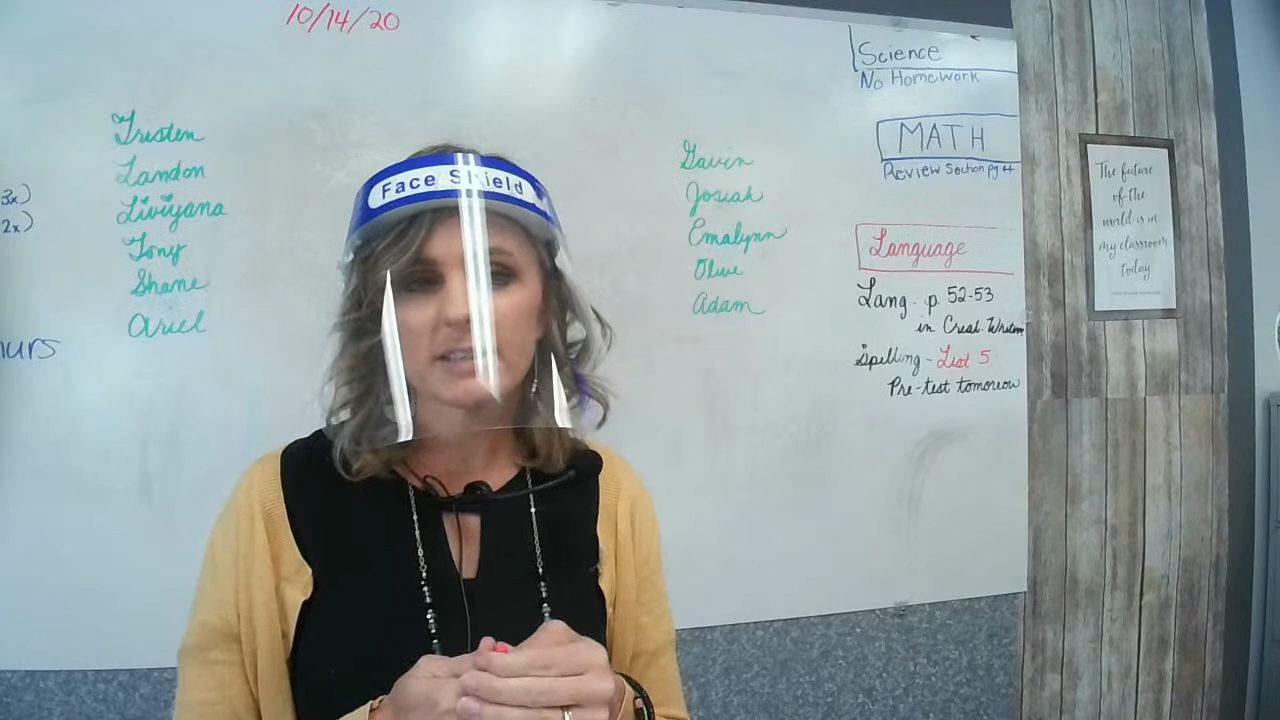 10/14/20
3x)
2x)
Tristen
Landon
Liviyana
Tony
Shane
Ariel
Face Shield
Gavin
Josiah
Emalynn
Olive
Adam
Science
No Homework
MATH
Review Section pg
Language
Lang. p. 52-53
in Creat.
Spelling - List 5
Pre-test tomorrow
The future
of the
world is in
my classroom
today